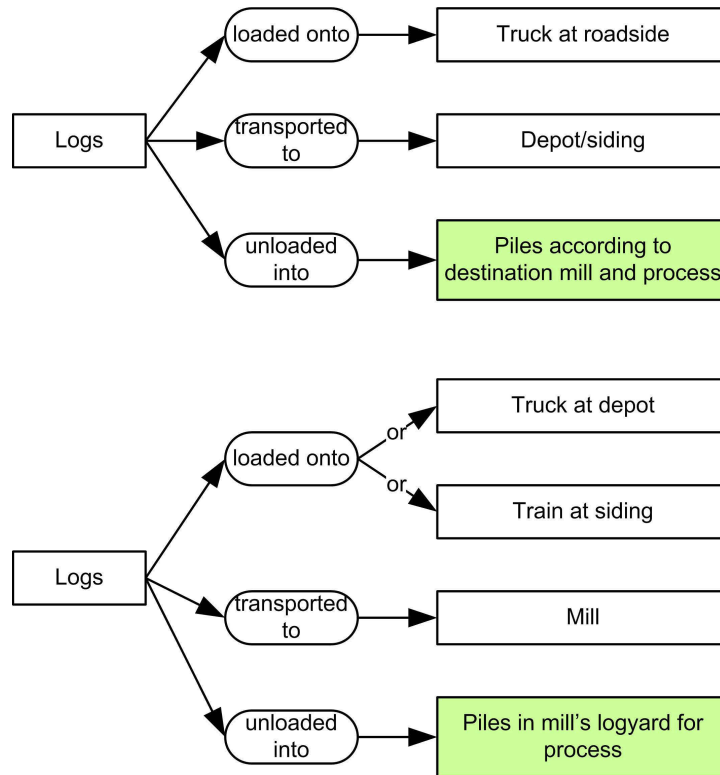 loaded onto
Truck at roadside
Logs
transported
to
Depot/siding
unloaded
into
Piles according to
destination mill and process
Truck at depot
or
loaded onto
or
Train at siding
Logs
transported
to
Mill
unloaded
into
Piles in mill's logyard for
process